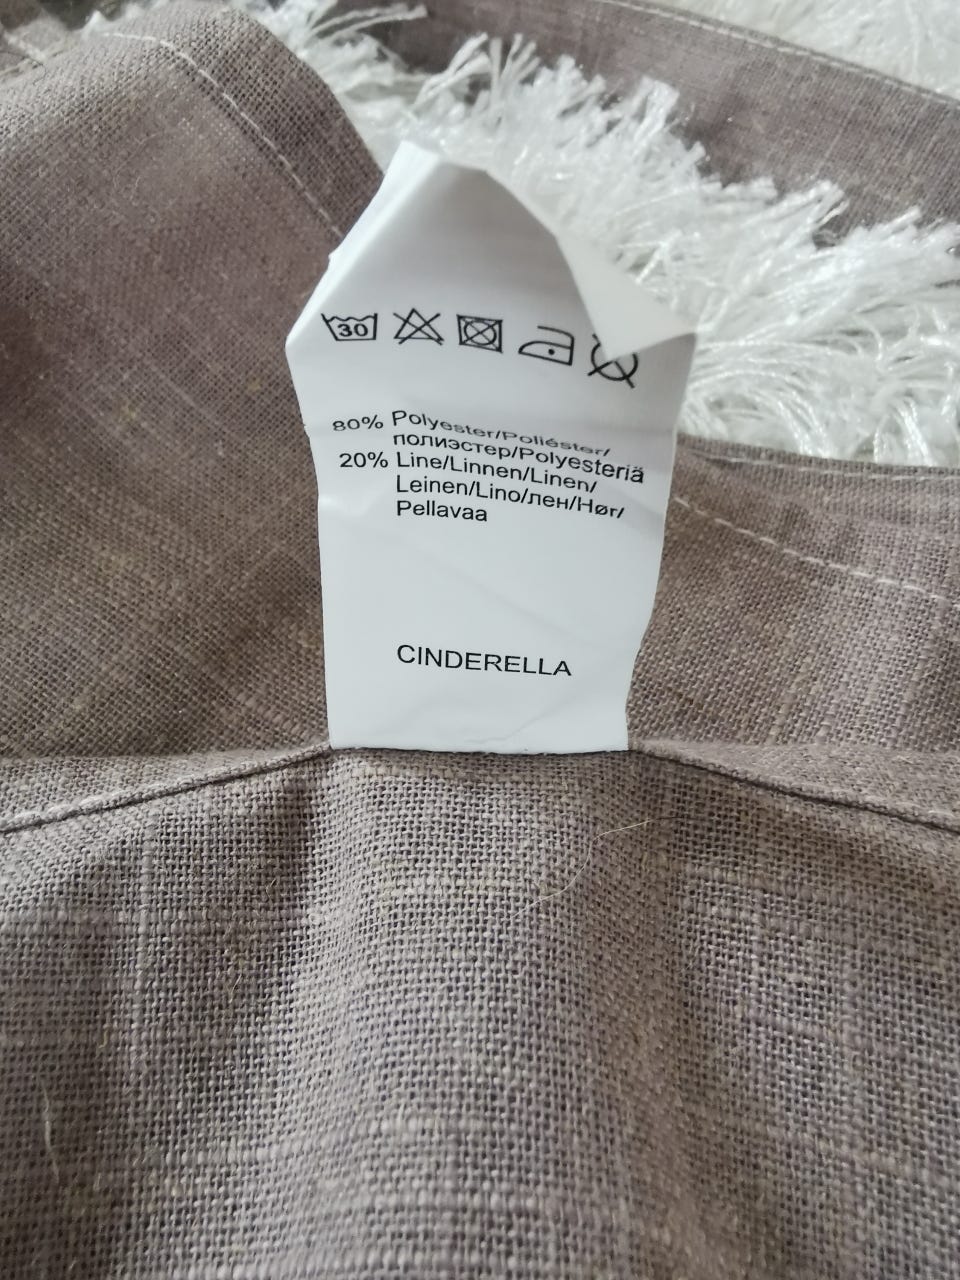 30
80% Polyester/Poliéster/
полиэстер/Polyesteriä
20% Line/Linnen/Linen/
Leinen/Lino/лен/Hør/
Pellavaa
CINDERELLA